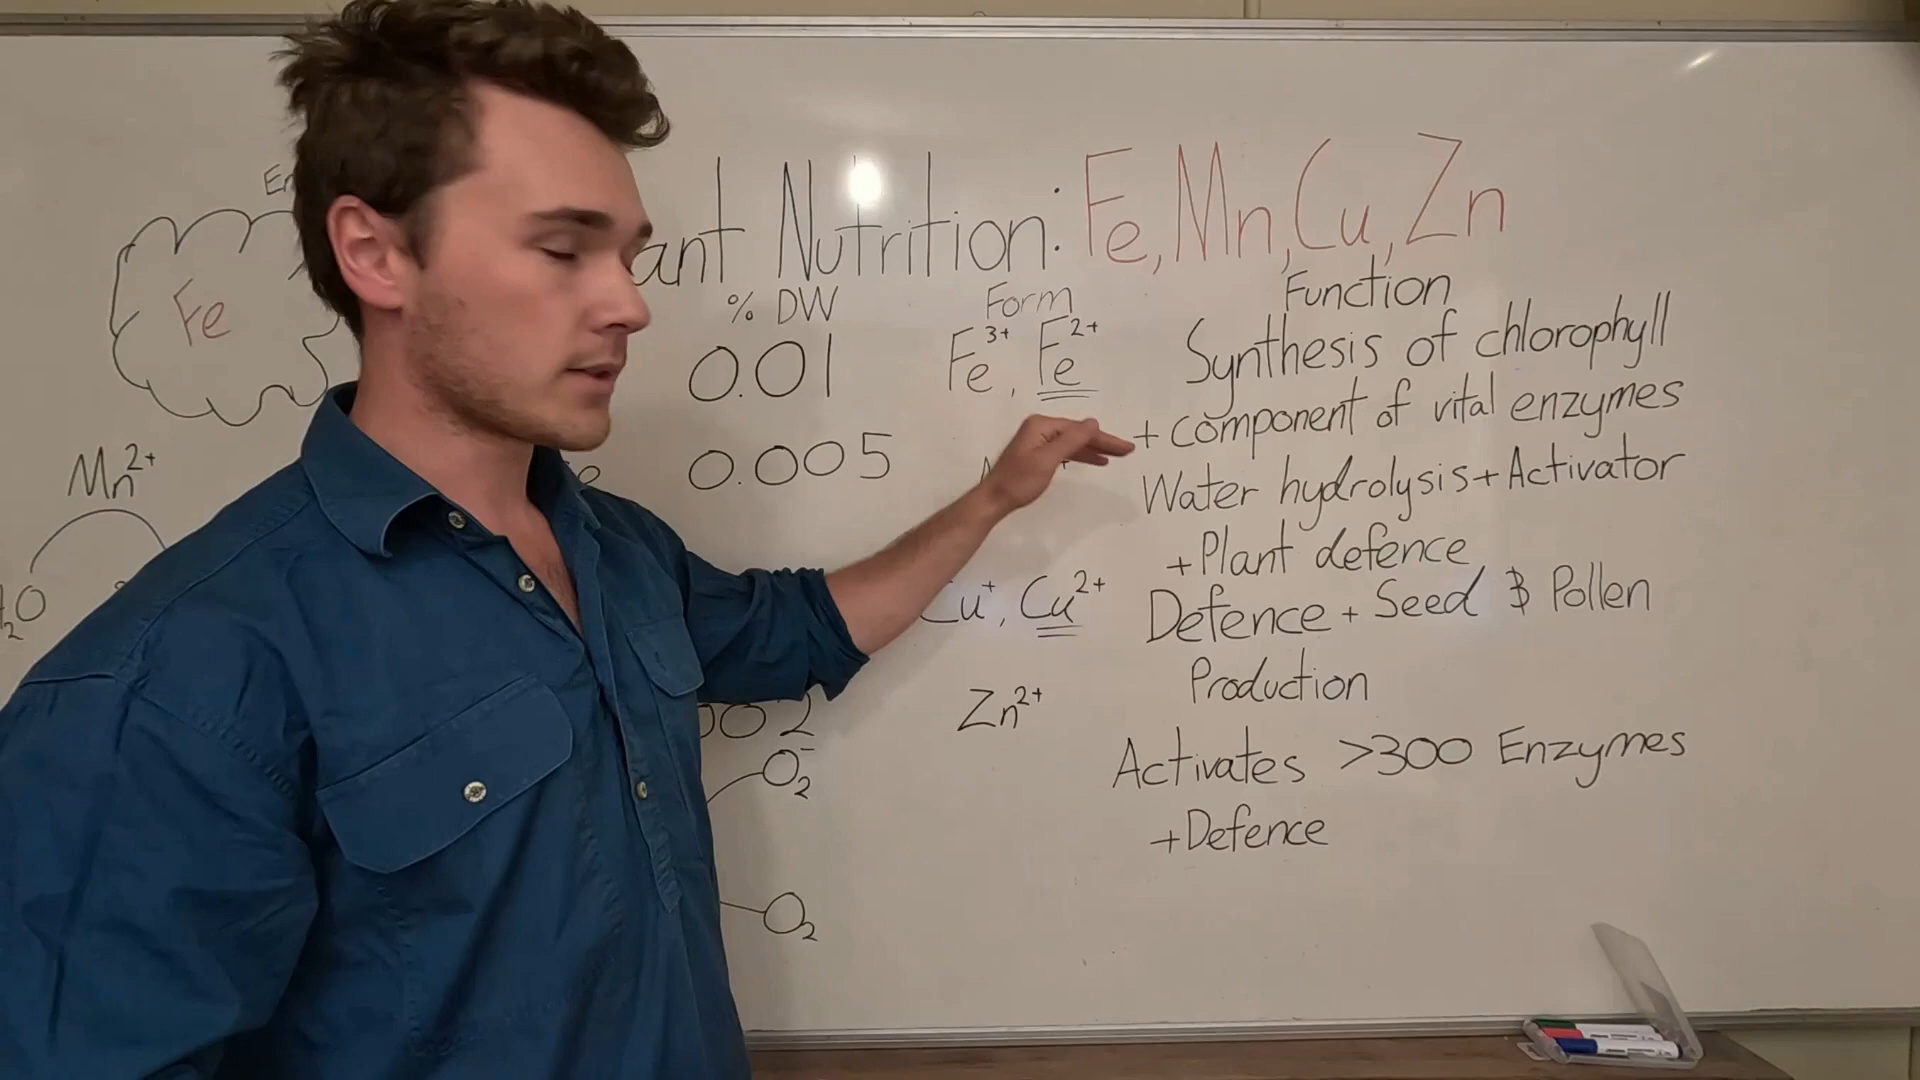 Nutrition: Fe, Mn, Cu, Zn
% DW Form Function
Fe 0.01 Fe³⁺, Fe²⁺ Synthesis of chlorophyll
+ component of vital enzymes
Mn²⁺ 0.005 Water hydrolysis + Activator
+ Plant defence
Cu⁺, Cu²⁺ Defence + Seed & Pollen
Production
Zn²⁺
O₂⁻ Activates >300 Enzymes
+ Defence
O₂